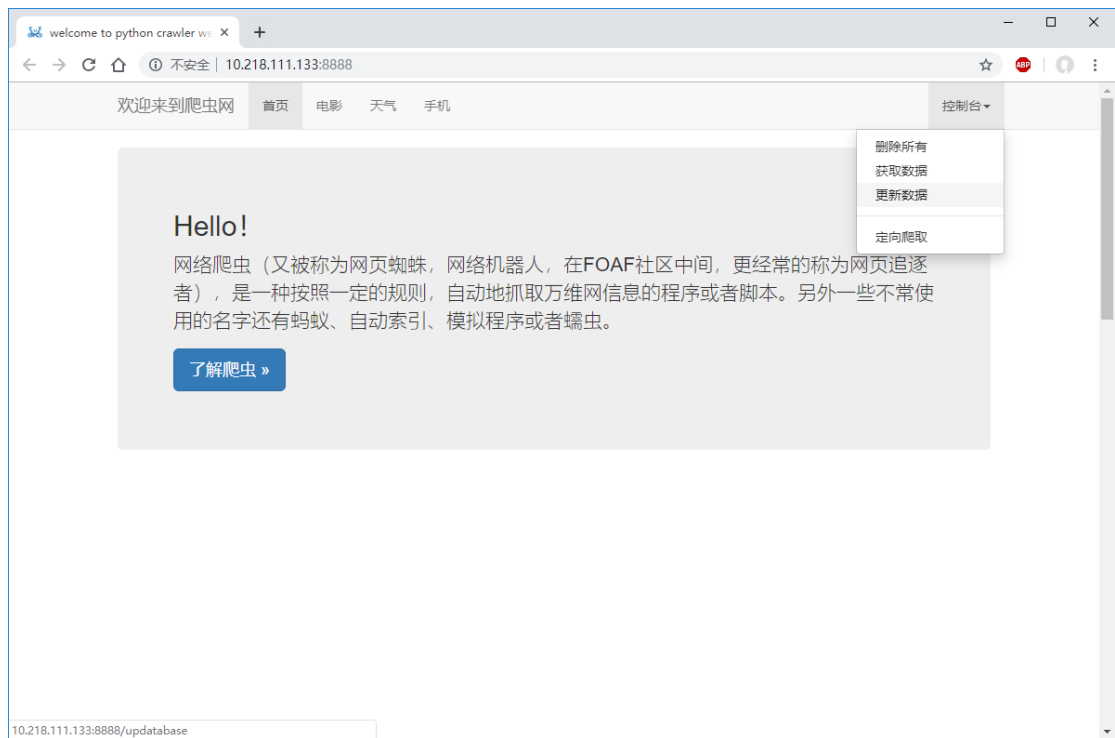 welcome to python crawler we
不安全 | 10.218.111.133:8888
ABP
欢迎来到爬虫网 首页 电影 天气 手机 控制台
删除所有
获取数据
更新数据
定向爬取
Hello!
网络爬虫（又被称为网页蜘蛛，网络机器人，在FOAF社区中间，更经常的称为网页追逐
者），是一种按照一定的规则，自动地抓取万维网信息的程序或者脚本。另外一些不常使
用的名字还有蚂蚁、自动索引、模拟程序或者蠕虫。
了解爬虫 »
10.218.111.133:8888/updatabase